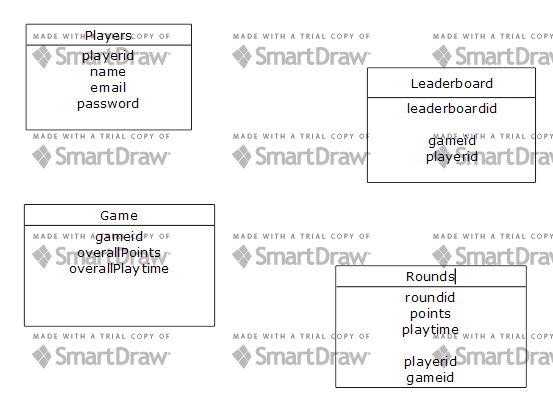 Players
playerid
name
email
password
Leaderboard
leaderboardid
gameid
playerid
Game
gameid
overallPoints
overallPlaytime
Rounds
roundid
points
playtime
playerid
gameid
MADE WITH A TRIAL COPY OF
SmartDraw
MADE WITH A TRIAL COPY OF
SmartDraw
MADE WITH A TRIAL COPY OF
SmartDraw
MADE WITH A TRIAL COPY OF
SmartDraw
MADE WITH A TRIAL COPY OF
SmartDraw
MADE WITH A TRIAL COPY OF
SmartDraw
MADE WITH A TRIAL COPY OF
SmartDraw
MADE WITH A TRIAL COPY OF
SmartDraw
MADE WITH A TRIAL COPY OF
SmartDraw
MADE WITH A TRIAL COPY OF
SmartDraw
MADE WITH A TRIAL COPY OF
SmartDraw
MADE WITH A TRIAL COPY OF
SmartDraw